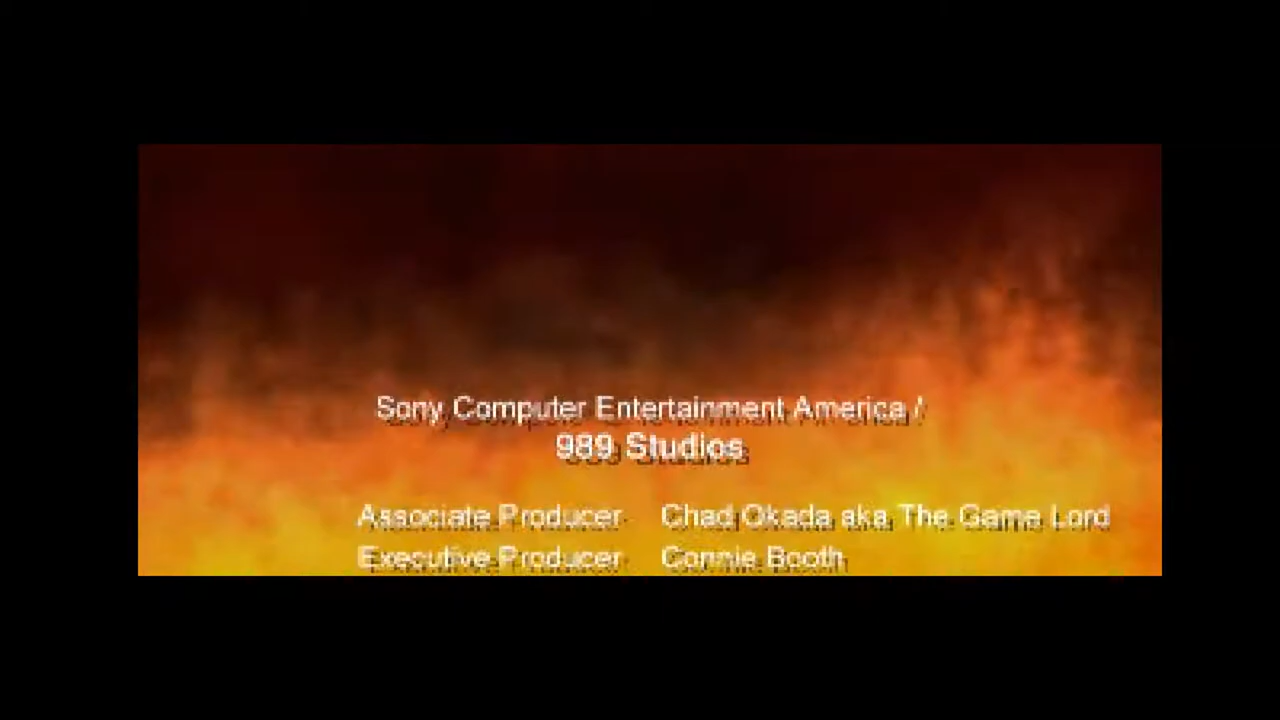 Sony Computer Entertainment America /
989 Studios
Associate Producer Chad Okada aka The Game Lord
Executive Producer Connie Booth